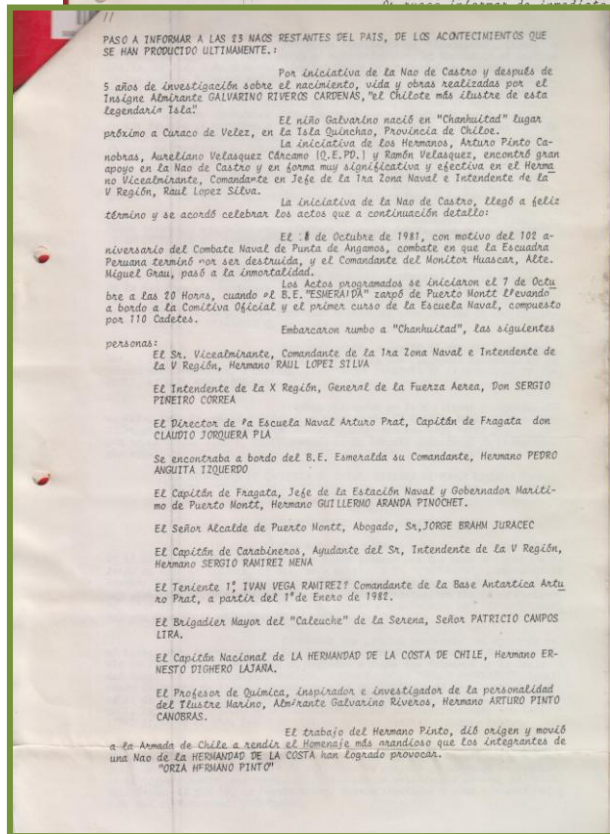 Os ruego informar de inmediato
//
PASO A INFORMAR A LAS 23 NAOS RESTANTES DEL PAIS, DE LOS ACONTECIMIENTOS QUE
SE HAN PRODUCIDO ULTIMAMENTE.:
Por iniciativa de la Nao de Castro y después de
5 años de investigación sobre el nacimiento, vida y obras realizadas por el
Insigne Almirante GALVARINO RIVEROS CARDENAS, "el Chilote más ilustre de esta
legendaria Isla"
El niño Galvarino nació en "Chanhuitad" lugar
próximo a Curaco de Velez, en la Isla Quinchao, Provincia de Chiloe.
La iniciativa de los Hermanos, Arturo Pinto Ca-
nobras, Aureliano Velasquez Cárcamo (Q.E.PD.) y Ramón Velasquez, encontró gran
apoyo en la Nao de Castro y en forma muy significativa y efectiva en el Herma
no Vicealmirante, Comandante en Jefe de la 1ra Zona Naval e Intendente de la
V Región, Raul Lopez Silva.
La iniciativa de la Nao de Castro, llegó a feliz
término y se acordó celebrar los actos que a continuación detallo:
El 8 de Octubre de 1981, con motivo del 102 a-
niversario del Combate Naval de Punta de Angamos, combate en que la Escuadra
Peruana terminó por ser destruida, y el Comandante del Monitor Huascar, Alte.
Miguel Grau, pasó a la inmortalidad.
Los Actos programados se iniciaron el 7 de Octu
bre a las 20 Horas, cuando el B.E. "ESMERALDA" zarpó de Puerto Montt llevando
a bordo a la Comitiva Oficial y el primer curso de la Escuela Naval, compuesto
por 110 Cadetes.
Embarcaron rumbo a "Chanhuitad", las siguientes
personas:
El Sr. Vicealmirante, Comandante de la 1ra Zona Naval e Intendente de
la V Región, Hermano RAUL LOPEZ SILVA
El Intendente de la X Región, General de la Fuerza Aerea, Don SERGIO
PIÑEIRO CORREA
El Director de la Escuela Naval Arturo Prat, Capitán de Fragata don
CLAUDIO JORQUERA PLA
Se encontraba a bordo del B.E. Esmeralda su Comandante, Hermano PEDRO
ANGUITA IZQUERDO
El Capitán de Fragata, Jefe de la Estación Naval y Gobernador Maríti-
mo de Puerto Montt, Hermano GUILLERMO ARANDA PINOCHET.
El Señor Alcalde de Puerto Montt, Abogado, Sr, JORGE BRAHM JURACEC
El Capitán de Carabineros, Ayudante del Sr, Intendente de la V Región,
Hermano SERGIO RAMIREZ MENA
El Teniente 1° IVAN VEGA RAMIREZ? Comandante de la Base Antartica Artu
ro Prat, a partir del 1°de Enero de 1982.
El Brigadier Mayor del "Caleuche" de la Serena, Señor PATRICIO CAMPOS
LIRA.
El Capitán Nacional de LA HERMANDAD DE LA COSTA DE CHILE, Hermano ER-
NESTO DIGHERO LAJAÑA.
El Profesor de Química, inspirador e investigador de la personalidad
del Ilustre Marino, Almirante Galvarino Riveros, Hermano ARTURO PINTO
CANOBRAS.
El trabajo del Hermano Pinto, dió origen y movió
a la Armada de Chile a rendir el Homenaje más grandioso que los integrantes de
una Nao de la HERMANDAD DE LA COSTA han logrado provocar.
"ORZA HERMANO PINTO"